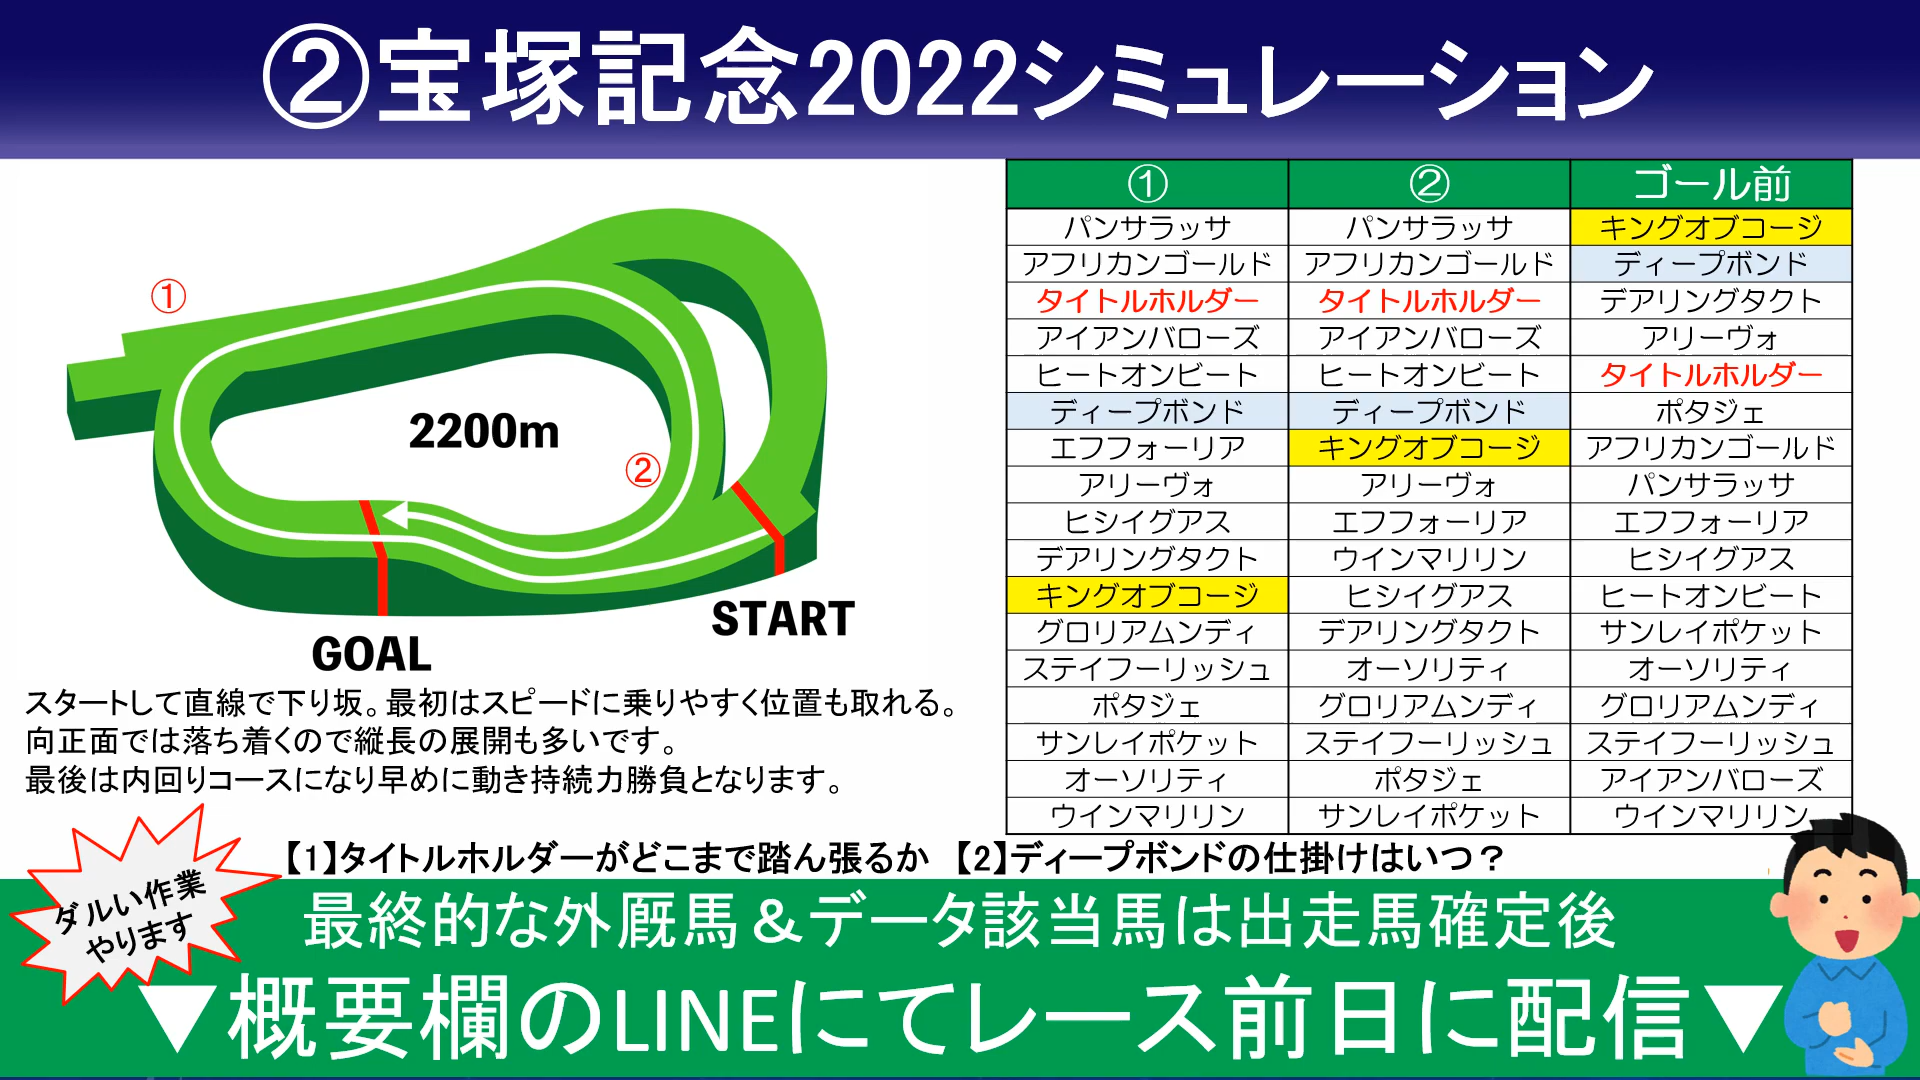 ②宝塚記念2022シミュレーション
①
2200m
②
START
GOAL
スタートして直線で下り坂。最初はスピードに乗りやすく位置も取れる。
向正面では落ち着くので縦長の展開も多いです。
最後は内回りコースになり早めに動き持続力勝負となります。
① ② ゴール前
パンサラッサ パンサラッサ キングオブコージ
アフリカンゴールド アフリカンゴールド ディープボンド
タイトルホルダー タイトルホルダー デアリングタクト
アイアンバローズ アイアンバローズ アリーヴォ
ヒートオンビート ヒートオンビート タイトルホルダー
ディープボンド ディープボンド ポタジェ
エフフォーリア キングオブコージ アフリカンゴールド
アリーヴォ アリーヴォ パンサラッサ
ヒシイグアス エフフォーリア エフフォーリア
デアリングタクト ウインマリリン ヒシイグアス
キングオブコージ ヒシイグアス ヒートオンビート
グロリアムンディ デアリングタクト サンレイポケット
ステイフーリッシュ オーソリティ オーソリティ
ポタジェ グロリアムンディ グロリアムンディ
サンレイポケット ステイフーリッシュ ステイフーリッシュ
オーソリティ ポタジェ アイアンバローズ
ウインマリリン サンレイポケット ウインマリリン
【1】タイトルホルダーがどこまで踏ん張るか 【2】ディープボンドの仕掛けはいつ？
ダルい作業
やります
最終的な外厩馬＆データ該当馬は出走馬確定後
▼概要欄のLINEにてレース前日に配信▼